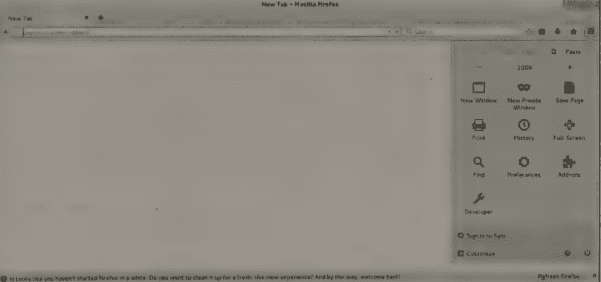 New Tab - Mozilla Firefox
New Tab
Search
Paste
100%
New Window
New Private Window
Save Page
Print
History
Full Screen
Find
Preferences
Add-ons
Developer
Sign in to Sync
Customize
It looks like you haven't started Firefox in a while. Do you want to clean it up for a fresh, like-new experience? And by the way, welcome back!
Refresh Firefox...